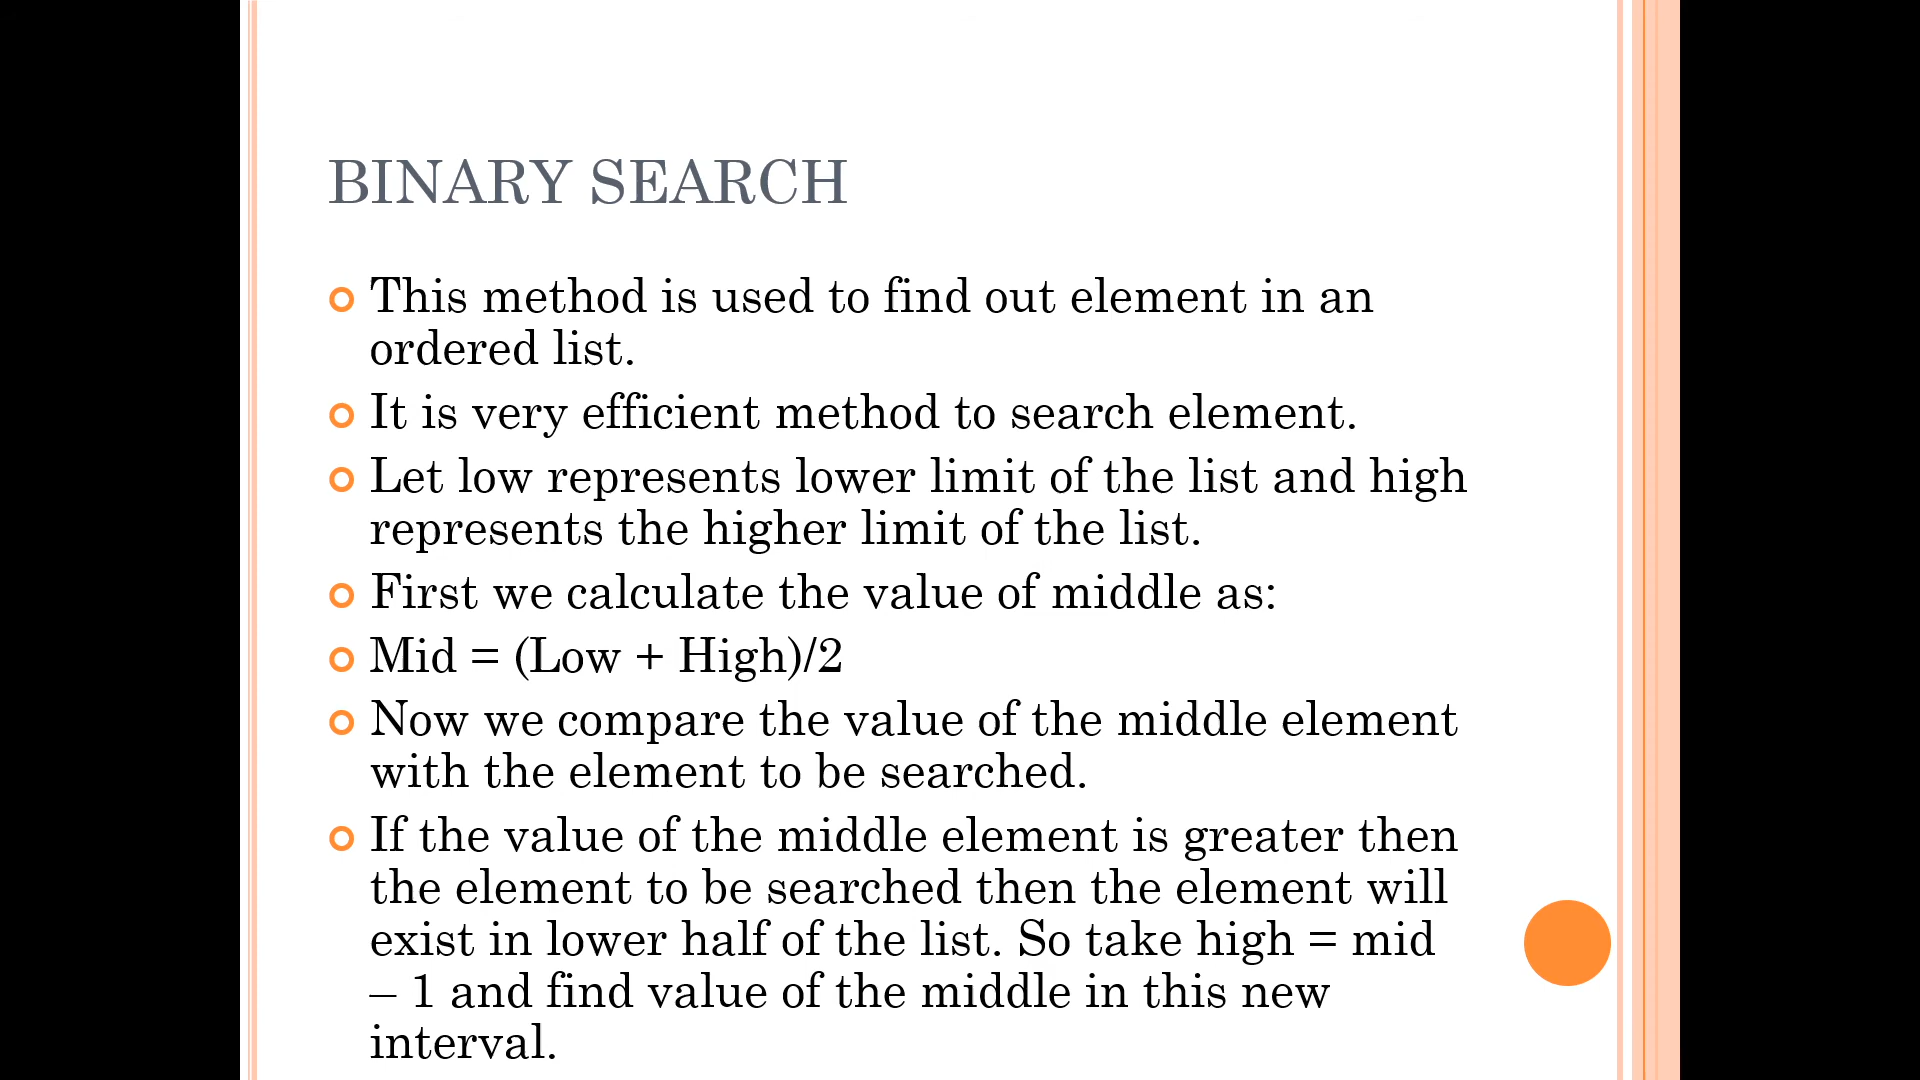 BINARY SEARCH
This method is used to find out element in an
ordered list.
It is very efficient method to search element.
Let low represents lower limit of the list and high
represents the higher limit of the list.
First we calculate the value of middle as:
Mid = (Low + High)/2
Now we compare the value of the middle element
with the element to be searched.
If the value of the middle element is greater then
the element to be searched then the element will
exist in lower half of the list. So take high = mid
– 1 and find value of the middle in this new
interval.